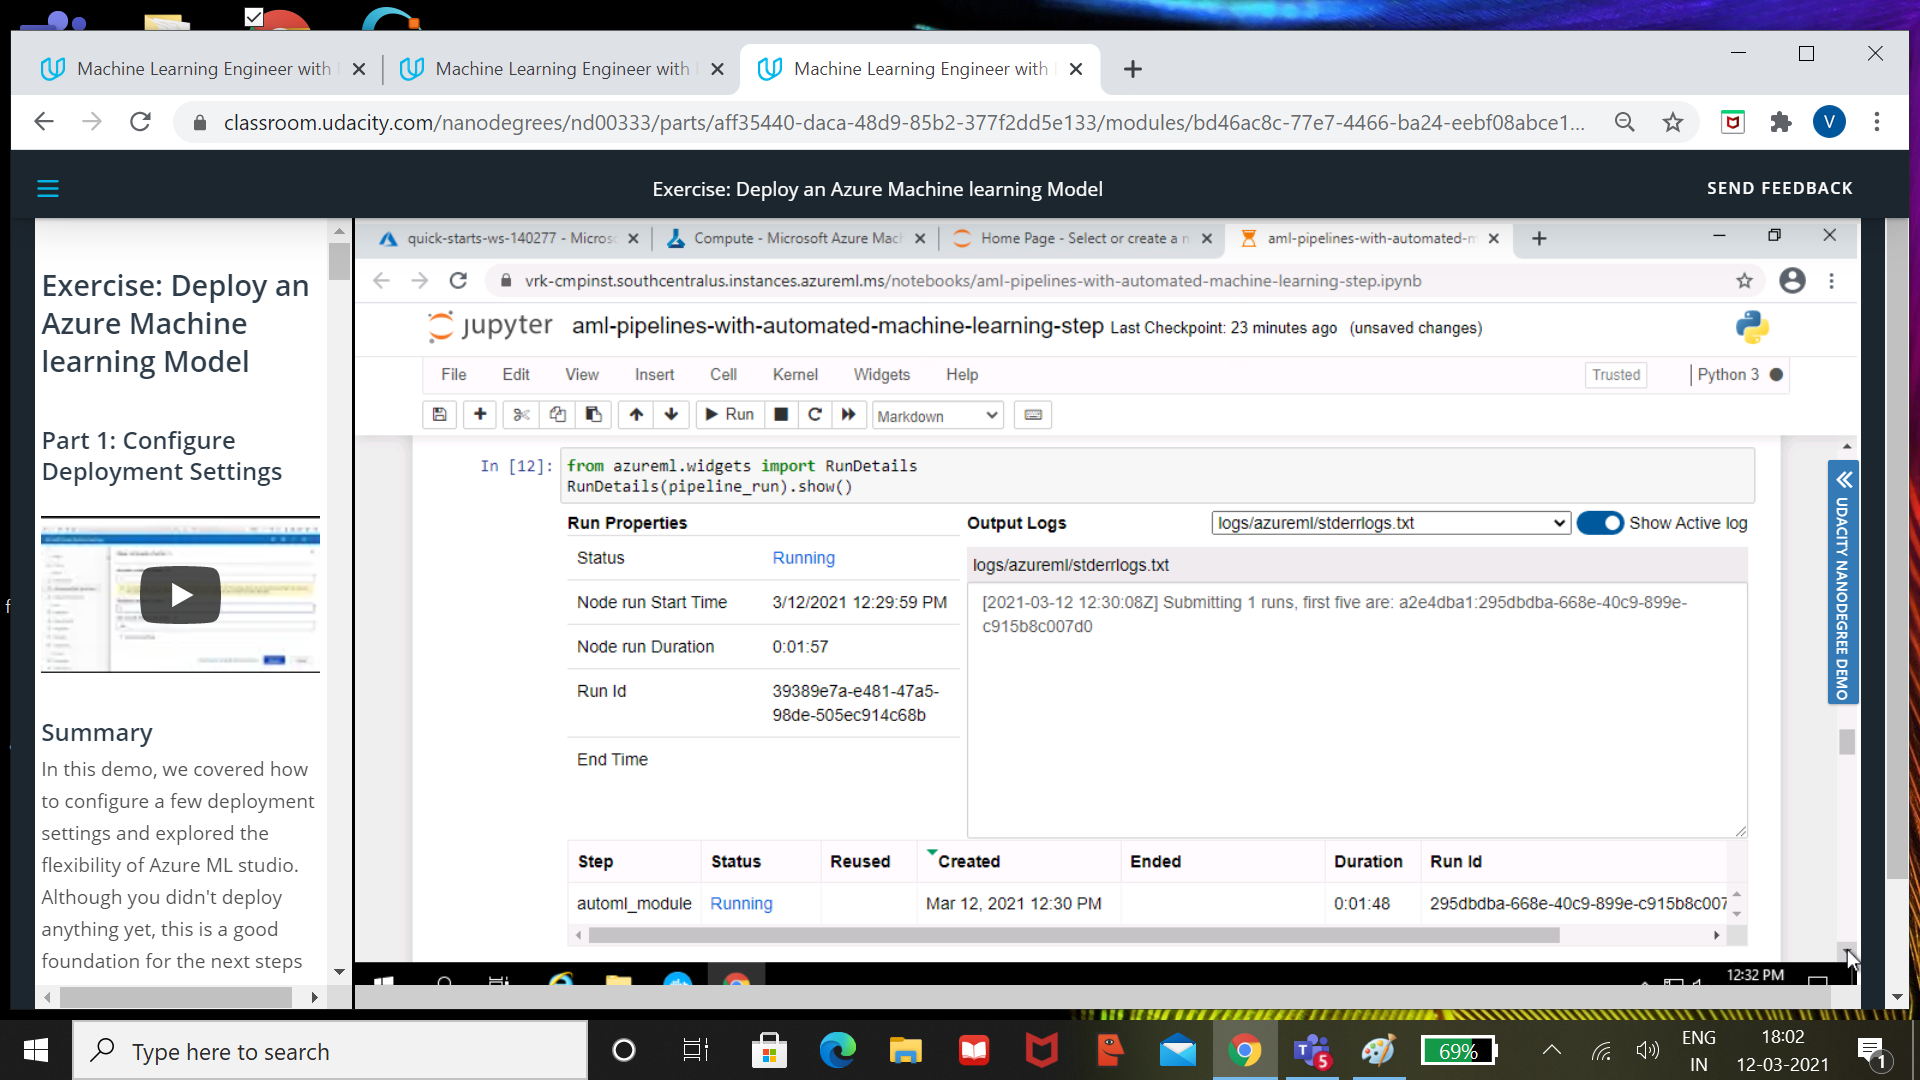 Machine Learning Engineer with
Machine Learning Engineer with
Machine Learning Engineer with
classroom.udacity.com/nanodegrees/nd00333/parts/aff35440-daca-48d9-85b2-377f2dd5e133/modules/bd46ac8c-77e7-4466-ba24-eebf08abce1...
V
Exercise: Deploy an Azure Machine learning Model
SEND FEEDBACK
Exercise: Deploy an
Azure Machine
learning Model
Part 1: Configure
Deployment Settings
Summary
In this demo, we covered how
to configure a few deployment
settings and explored the
flexibility of Azure ML studio.
Although you didn't deploy
anything yet, this is a good
foundation for the next steps
quick-starts-ws-140277 - Micros
Compute - Microsoft Azure Mac
Home Page - Select or create a n
aml-pipelines-with-automated-m
vrk-cmpinst.southcentralus.instances.azureml.ms/notebooks/aml-pipelines-with-automated-machine-learning-step.ipynb
jupyter aml-pipelines-with-automated-machine-learning-step Last Checkpoint: 23 minutes ago (unsaved changes)
File Edit View Insert Cell Kernel Widgets Help
Trusted
Python 3
Run
Markdown
In [12]: from azureml.widgets import RunDetails
RunDetails(pipeline_run).show()
Run Properties
Status Running
Node run Start Time 3/12/2021 12:29:59 PM
Node run Duration 0:01:57
Run Id 39389e7a-e481-47a5-
98de-505ec914c68b
End Time
Output Logs
logs/azureml/stderrlogs.txt
Show Active log
logs/azureml/stderrlogs.txt
[2021-03-12 12:30:08Z] Submitting 1 runs, first five are: a2e4dba1:295dbdba-668e-40c9-899e-
c915b8c007d0
Step Status Reused Created Ended Duration Run Id
automl_module Running Mar 12, 2021 12:30 PM 0:01:48 295dbdba-668e-40c9-899e-c915b8c007
UDACITY NANODEGREE DEMO
12:32 PM
Type here to search
5
69%
ENG
IN
18:02
12-03-2021
1